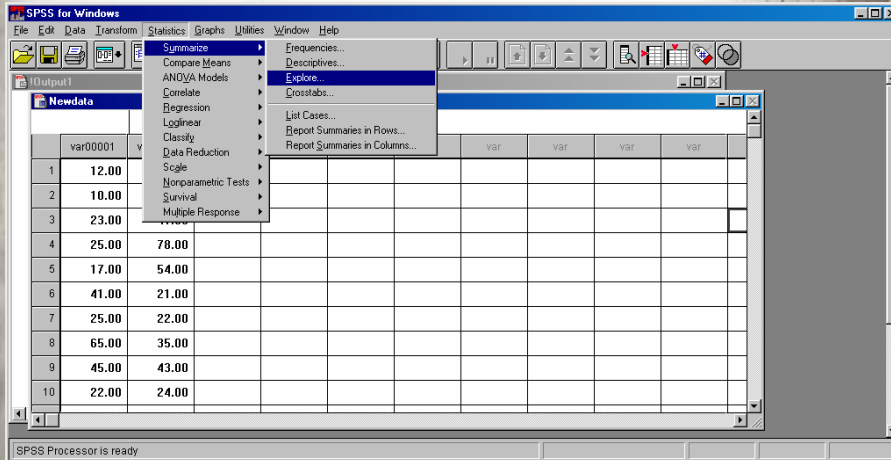 SPSS for Windows
File Edit Data Transform Statistics Graphs Utilities Window Help
Summarize
Compare Means
ANOVA Models
Correlate
Regression
Loglinear
Classify
Data Reduction
Scale
Nonparametric Tests
Survival
Multiple Response
Frequencies...
Descriptives...
Explore...
Crosstabs...
List Cases...
Report Summaries in Rows...
Report Summaries in Columns...
!Output1
Newdata
var00001 var var var var
1 12.00
2 10.00
3 23.00
4 25.00 78.00
5 17.00 54.00
6 41.00 21.00
7 25.00 22.00
8 65.00 35.00
9 45.00 43.00
10 22.00 24.00
SPSS Processor is ready